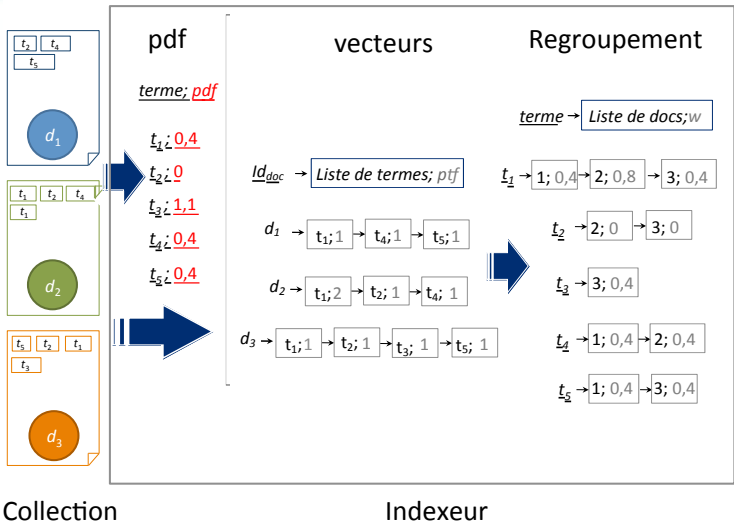 t2 t4
t5
d1
t1 t2 t4
t1
d2
t5 t2 t1
t3
d3
Collection
pdf
terme; pdf
t1; 0,4
t2; 0
t3; 1,1
t4; 0,4
t5; 0,4
vecteurs
Iddoc Liste de termes; ptf
d1 t1;1 t4;1 t5;1
d2 t1;2 t2; 1 t4; 1
d3 t1;1 t2; 1 t3; 1 t5; 1
Regroupement
terme Liste de docs;w
t1 1; 0,4 2; 0,8 3; 0,4
t2 2; 0 3; 0
t3 3; 0,4
t4 1; 0,4 2; 0,4
t5 1; 0,4 3; 0,4
Indexeur